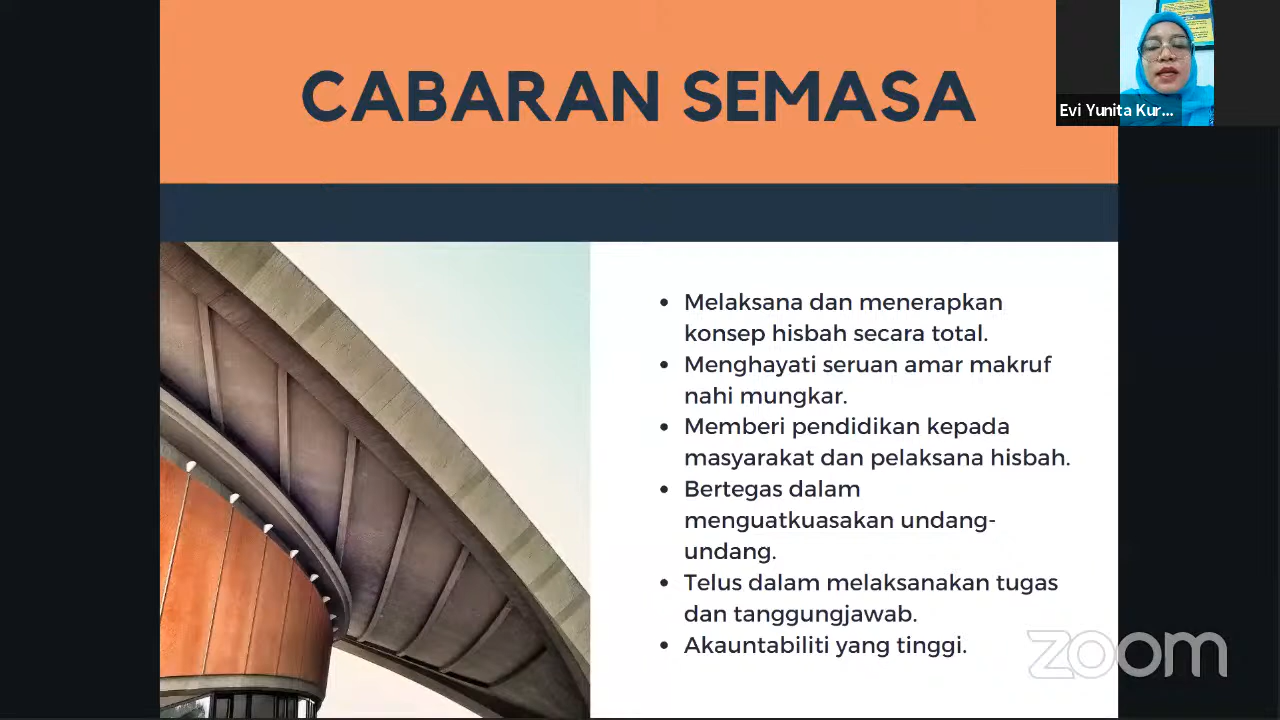 CABARAN SEMASA
Evi Yunita Kur...
• Melaksana dan menerapkan
konsep hisbah secara total.
• Menghayati seruan amar makruf
nahi mungkar.
• Memberi pendidikan kepada
masyarakat dan pelaksana hisbah.
• Bertegas dalam
menguatkuasakan undang-
undang.
• Telus dalam melaksanakan tugas
dan tanggungjawab.
• Akauntabiliti yang tinggi.
zoom